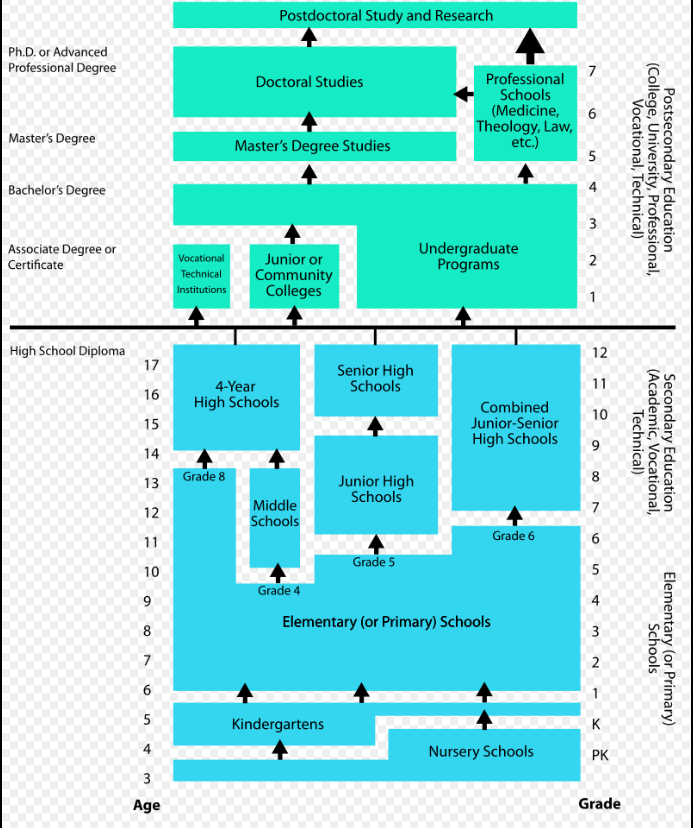 Postdoctoral Study and Research
Ph.D. or Advanced
Professional Degree
Doctoral Studies
Professional
Schools
(Medicine,
Theology, Law,
etc.)
7
6
5
Master's Degree
Master's Degree Studies
Bachelor's Degree
4
3
Undergraduate
Programs
Associate Degree or
Certificate
Vocational
Technical
Institutions
Junior or
Community
Colleges
2
1
Postsecondary Education
(College, University, Professional,
Vocational, Technical)
High School Diploma
17
16
15
14
13
12
11
10
9
8
7
6
5
4
3
4-Year
High Schools
Senior High
Schools
Combined
Junior-Senior
High Schools
Grade 8
Middle
Schools
Junior High
Schools
Grade 6
Grade 5
Grade 4
Elementary (or Primary) Schools
Kindergartens
Nursery Schools
12
11
10
9
8
7
6
5
4
3
2
1
K
PK
Secondary Education
(Academic, Vocational,
Technical)
Elementary (or Primary)
Schools
Age
Grade